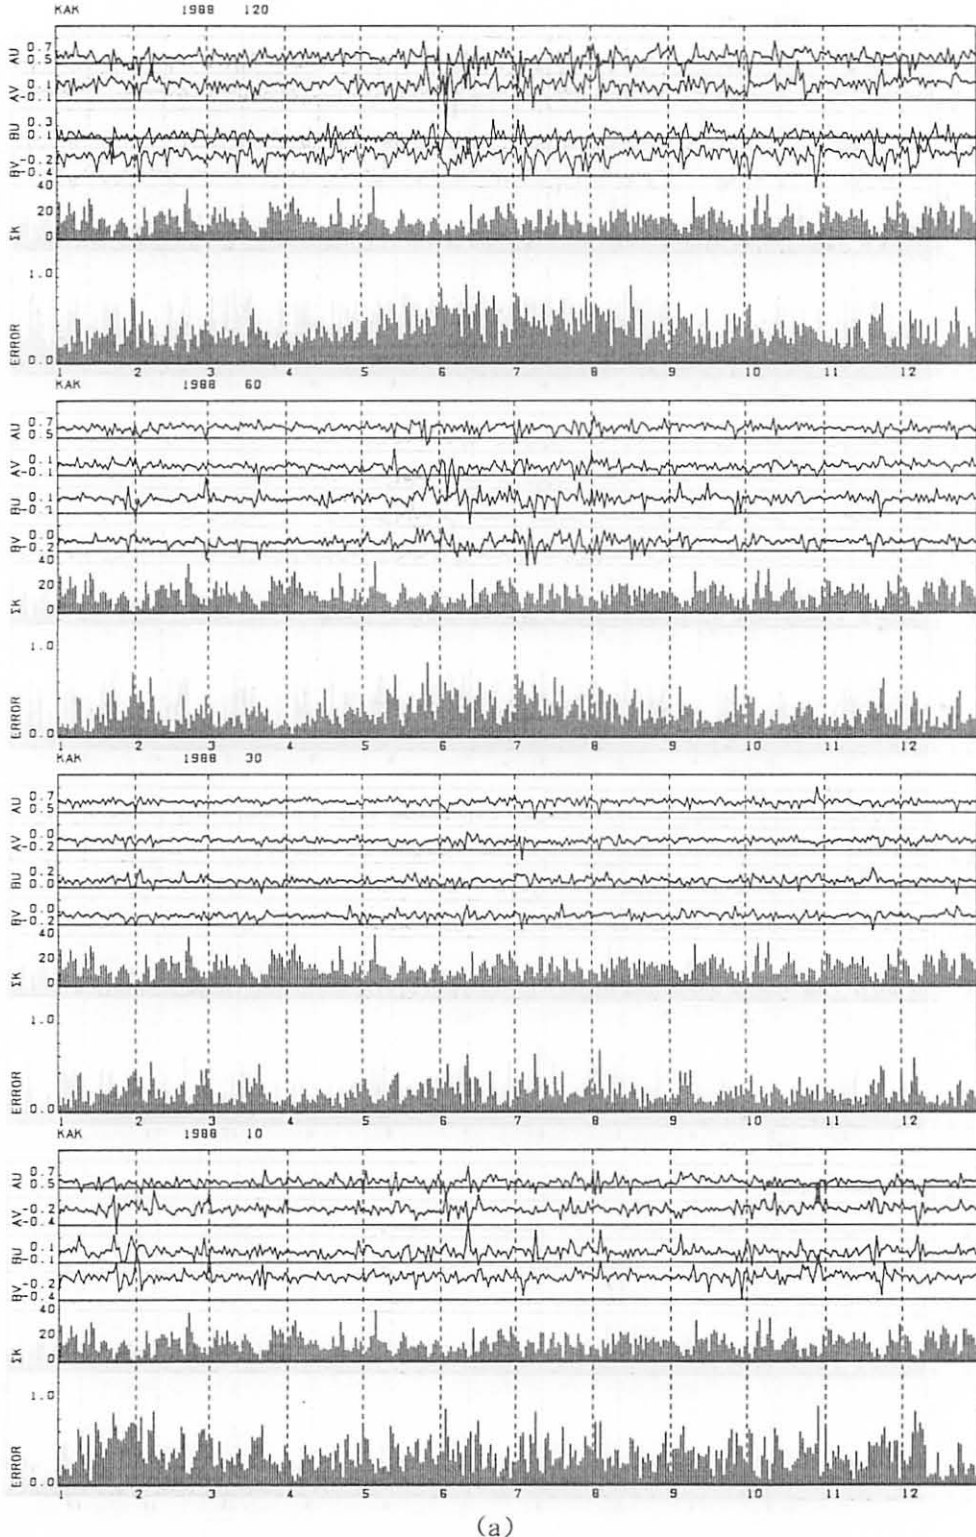 KAK 1988 120
AU 0.7
0.5
AV 0.1
-0.1
BU 0.3
0.1
BV -0.2
-0.4
40
ΣK 20
0
1.0
ERROR
0.0
1 2 3 4 5 6 7 8 9 10 11 12
KAK 1988 60
AU 0.7
0.5
AV 0.1
-0.1
BU 0.1
-0.1
BV 0.0
-0.2
40
ΣK 20
0
1.0
ERROR
0.0
1 2 3 4 5 6 7 8 9 10 11 12
KAK 1988 30
AU 0.7
0.5
AV 0.0
-0.2
BU 0.2
0.0
BV 0.0
-0.2
40
ΣK 20
0
1.0
ERROR
0.0
1 2 3 4 5 6 7 8 9 10 11 12
KAK 1988 10
AU 0.7
0.5
AV -0.2
-0.4
BU 0.1
-0.1
BV -0.2
-0.4
40
ΣK 20
0
1.0
ERROR
0.0
1 2 3 4 5 6 7 8 9 10 11 12
(a)